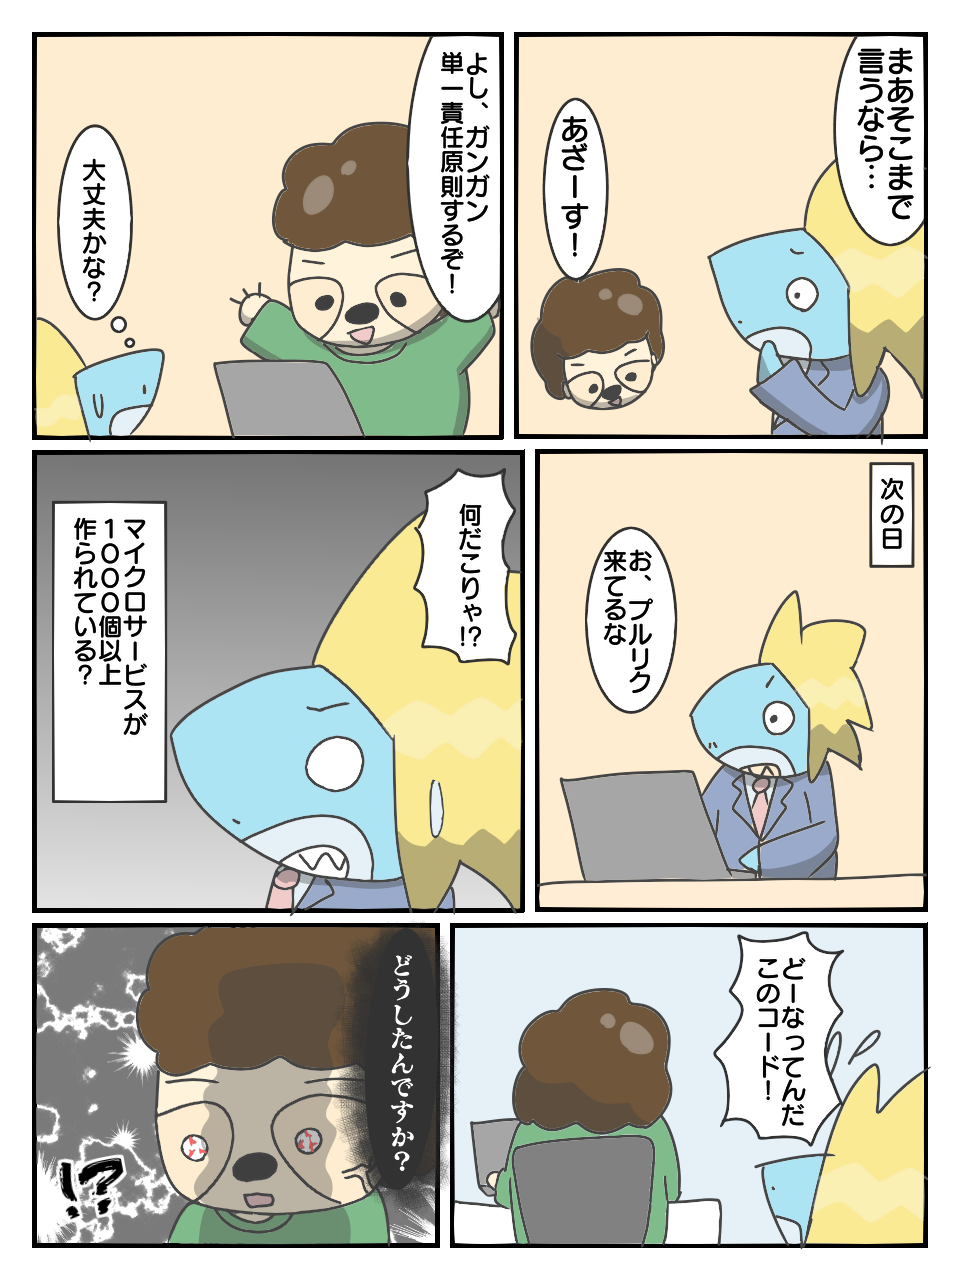 まあそこまで
言うなら…
あざーす！
よし、ガンガン
単一責任原則するぞ！
大丈夫かな？
次の日
お、プルリク
来てるな
何だこりゃ!?
マイクロサービスが
１０００個以上
作られている？
どーなってんだ
このコード！
どうしたんですか？
!?